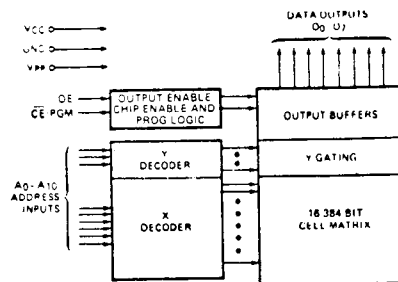 DATA OUTPUTS
O0 O7
VCC
GND
VPP
OE
CE/PGM
OUTPUT ENABLE
CHIP ENABLE AND
PROG LOGIC
OUTPUT BUFFERS
Y
DECODER
Y GATING
A0-A10
ADDRESS
INPUTS
X
DECODER
16 384 BIT
CELL MATRIX